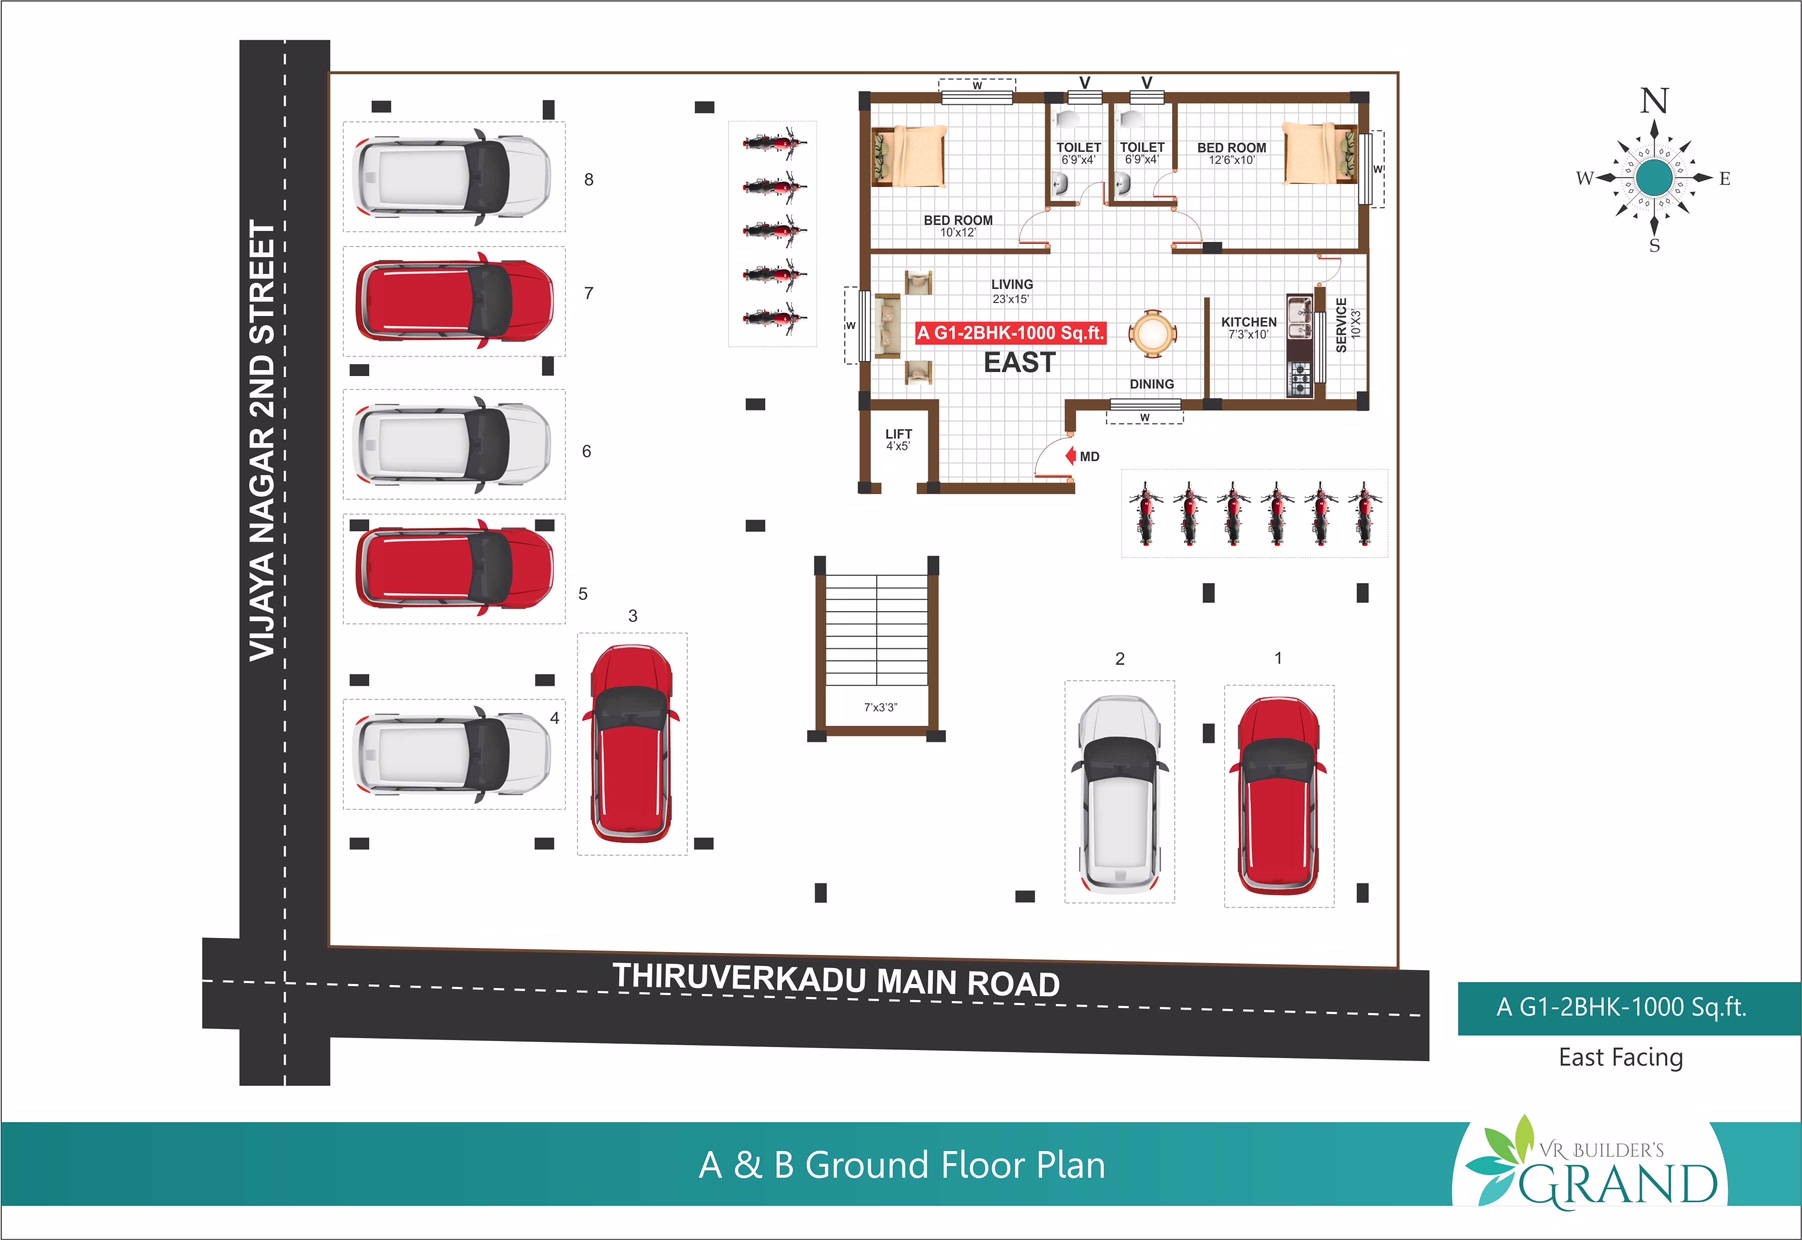 N
W
E
S
VIJAYA NAGAR 2ND STREET
8
7
6
5
4
3
2
1
W
V
V
TOILET
6'9"x4'
TOILET
6'9"x4'
BED ROOM
12'6"x10'
W
BED ROOM
10'x12'
LIVING
23'x15'
A G1-2BHK-1000 Sq.ft.
EAST
W
KITCHEN
7'3"x10'
SERVICE
10'X3'
DINING
W
LIFT
4'x5'
MD
7'x3'3"
THIRUVERKADU MAIN ROAD
A G1-2BHK-1000 Sq.ft.
East Facing
A & B Ground Floor Plan
VR BUILDER'S
GRAND